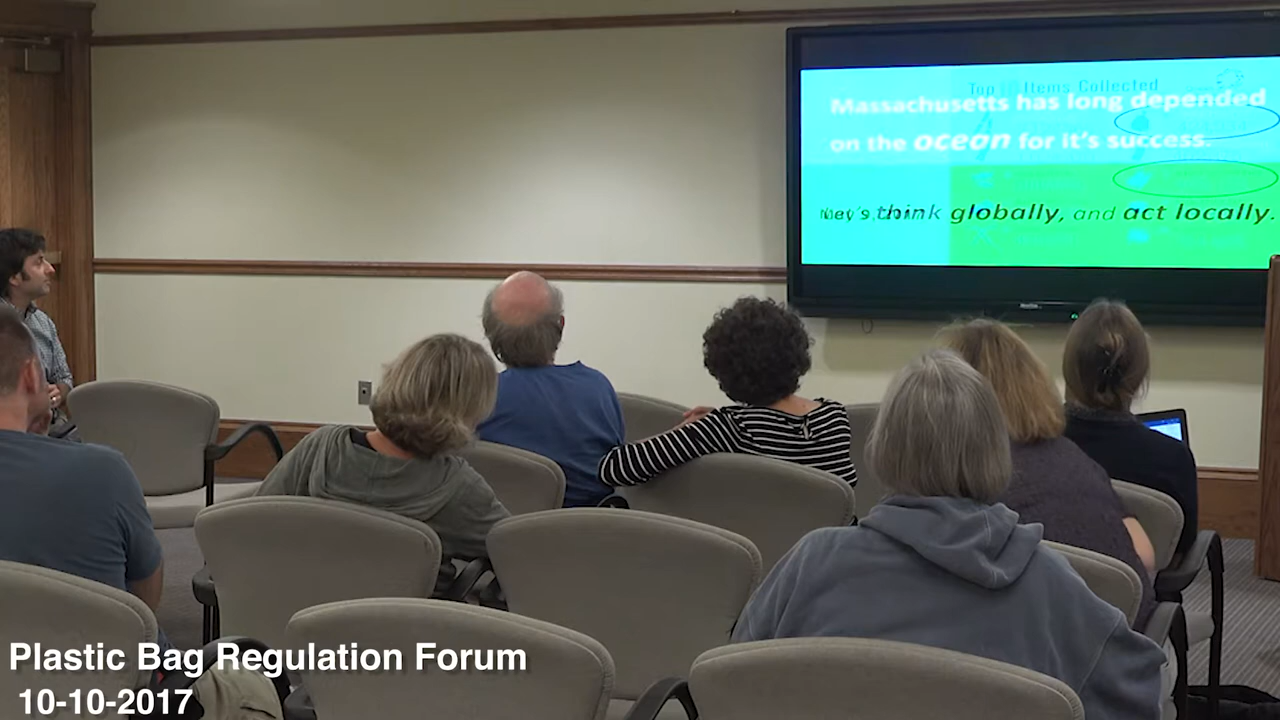 Top Items Collected
Massachusetts has long depended
on the ocean for it's success.
Let's think globally, and act locally.
Plastic Bag Regulation Forum
10-10-2017